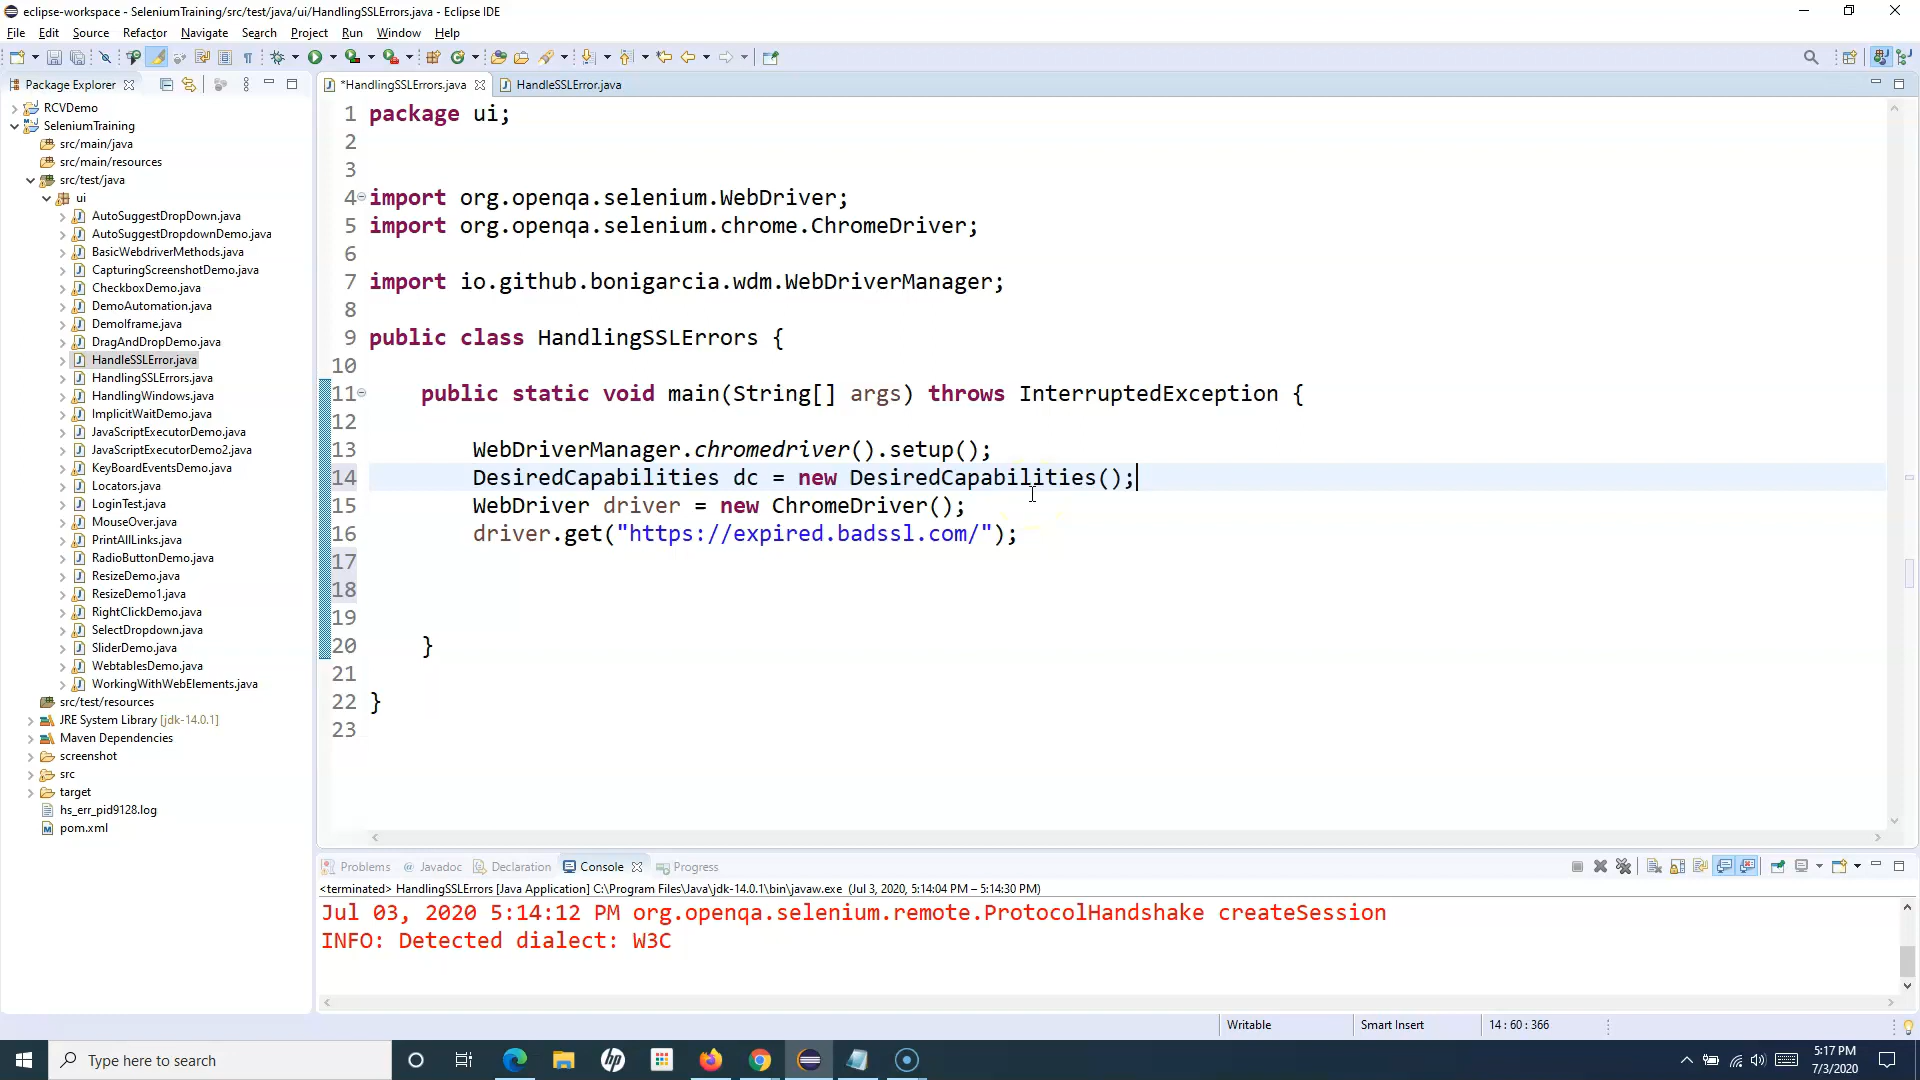 eclipse-workspace - SeleniumTraining/src/test/java/ui/HandlingSSLErrors.java - Eclipse IDE
File Edit Source Refactor Navigate Search Project Run Window Help
Package Explorer
RCVDemo
SeleniumTraining
src/main/java
src/main/resources
src/test/java
ui
AutoSuggestDropDown.java
AutoSuggestDropdownDemo.java
BasicWebdriverMethods.java
CapturingScreenshotDemo.java
CheckboxDemo.java
DemoAutomation.java
DemoIframe.java
DragAndDropDemo.java
HandleSSLError.java
HandlingSSLErrors.java
HandlingWindows.java
ImplicitWaitDemo.java
JavaScriptExecutorDemo.java
JavaScriptExecutorDemo2.java
KeyBoardEventsDemo.java
Locators.java
LoginTest.java
MouseOver.java
PrintAllLinks.java
RadioButtonDemo.java
ResizeDemo.java
ResizeDemo1.java
RightClickDemo.java
SelectDropdown.java
SliderDemo.java
WebtablesDemo.java
WorkingWithWebElements.java
src/test/resources
JRE System Library [jdk-14.0.1]
Maven Dependencies
screenshot
src
target
hs_err_pid9128.log
pom.xml
*HandlingSSLErrors.java HandleSSLError.java
1 package ui;
2
3
4 import org.openqa.selenium.WebDriver;
5 import org.openqa.selenium.chrome.ChromeDriver;
6
7 import io.github.bonigarcia.wdm.WebDriverManager;
8
9 public class HandlingSSLErrors {
10
11 public static void main(String[] args) throws InterruptedException {
12
13 WebDriverManager.chromedriver().setup();
14 DesiredCapabilities dc = new DesiredCapabilities();
15 WebDriver driver = new ChromeDriver();
16 driver.get("https://expired.badssl.com/");
17
18
19
20 }
21
22 }
23
Problems Javadoc Declaration Console Progress
<terminated> HandlingSSLErrors [Java Application] C:\Program Files\Java\jdk-14.0.1\bin\javaw.exe (Jul 3, 2020, 5:14:04 PM – 5:14:30 PM)
Jul 03, 2020 5:14:12 PM org.openqa.selenium.remote.ProtocolHandshake createSession
INFO: Detected dialect: W3C
Writable Smart Insert 14 : 60 : 366
Type here to search
5:17 PM
7/3/2020